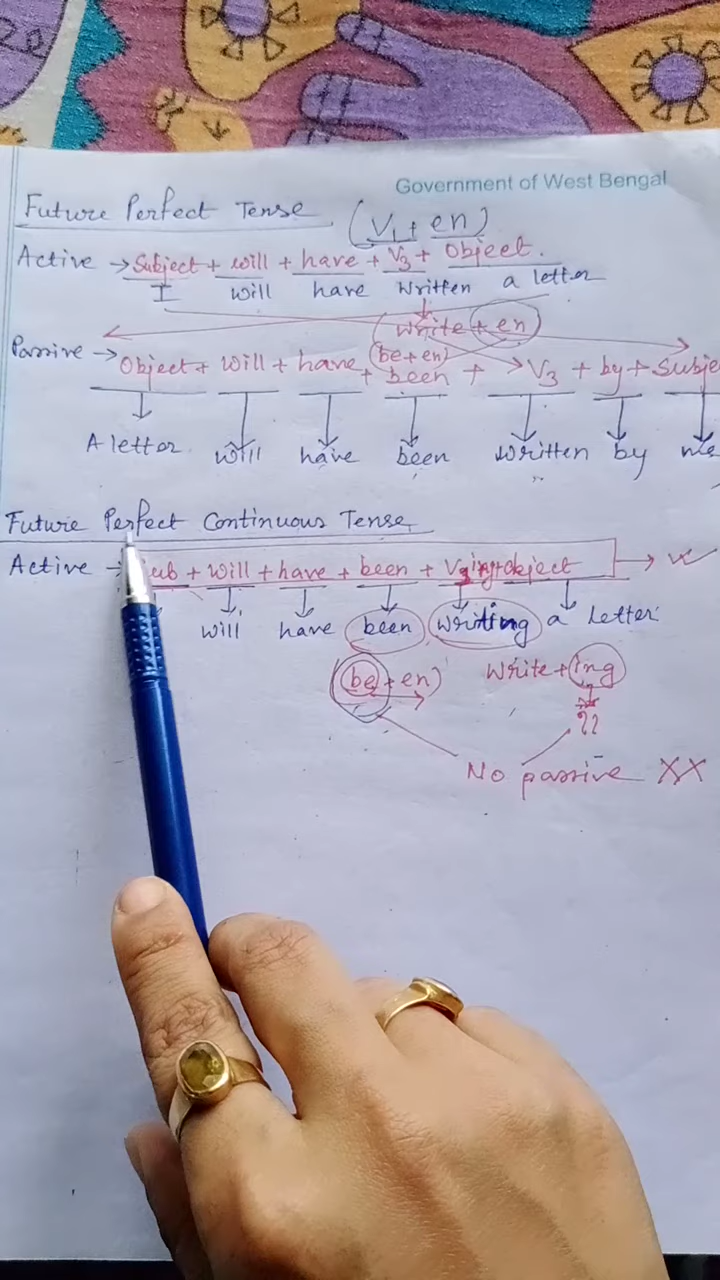 Government of West Bengal
Future Perfect Tense (V1 + en)
Active → Subject + will + have + V3 + Object.
I will have written a letter
write + en
(be + en)
Passive → Object + will + have + been + V3 + by + Subje
A letter will have been written by me
Future Perfect Continuous Tense
Active → Sub + will + have + been + Ving + object → ✓
will have been writing a letter
(be + en) write + ing
??
No passive XX